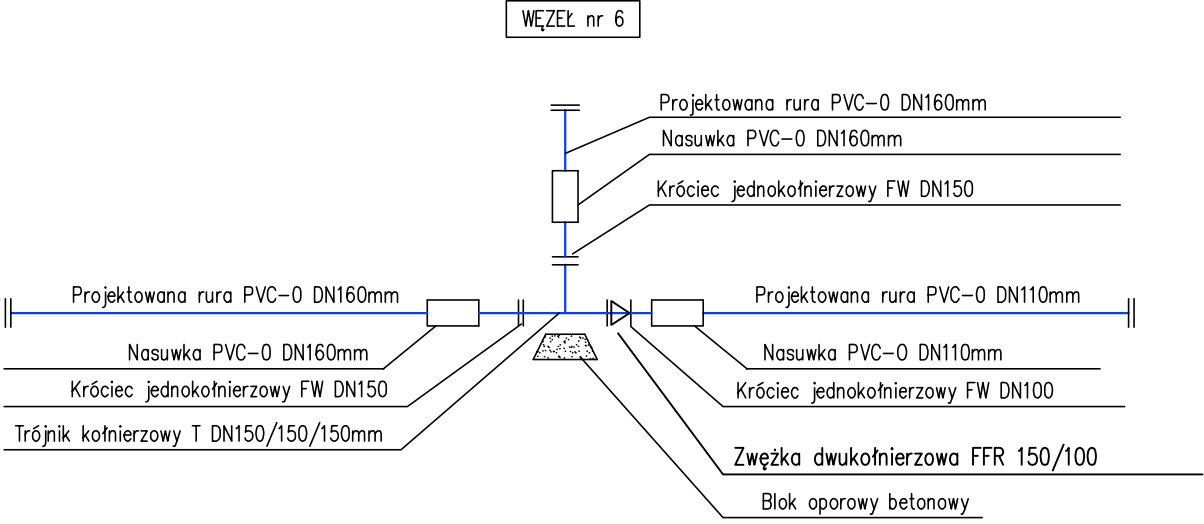 WĘZEŁ nr 6
Projektowana rura PVC-O DN160mm
Nasuwka PVC-O DN160mm
Króciec jednokołnierzowy FW DN150
Projektowana rura PVC-O DN160mm
Projektowana rura PVC-O DN110mm
Nasuwka PVC-O DN160mm
Nasuwka PVC-O DN110mm
Króciec jednokołnierzowy FW DN150
Króciec jednokołnierzowy FW DN100
Trójnik kołnierzowy T DN150/150/150mm
Zwężka dwukołnierzowa FFR 150/100
Blok oporowy betonowy